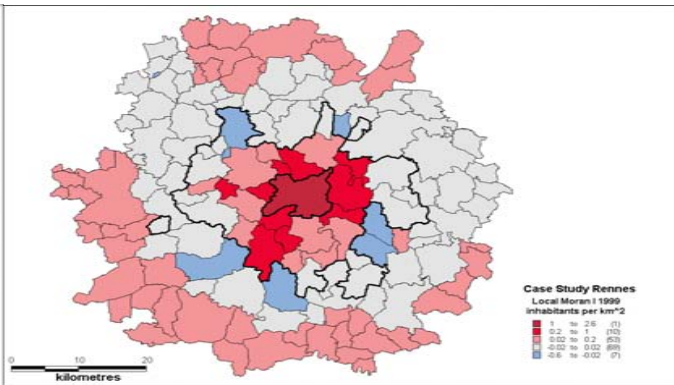 Case Study Rennes
Local Moran I 1999
inhabitants per km^2
1 to 2.6 (1)
0.2 to 1 (10)
0.02 to 0.2 (53)
-0.02 to 0.02 (69)
-0.6 to -0.02 (7)
0 10 20
kilometres